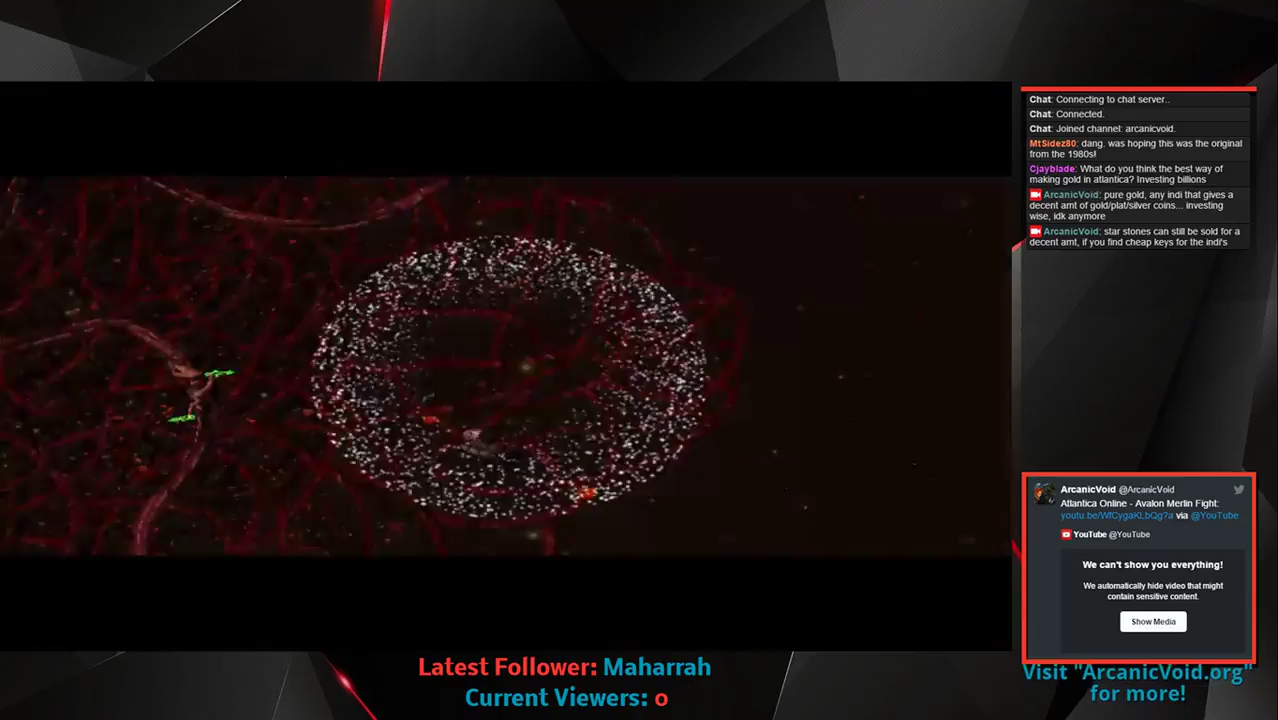 Chat: Connecting to chat server..
Chat: Connected.
Chat: Joined channel: arcanicvoid.
MtSidez80: dang. was hoping this was the original
from the 1980s!
Cjayblade: What do you think the best way of
making gold in atlantica? Investing billions
ArcanicVoid: pure gold, any indi that gives a
decent amt of gold/plat/silver coins... investing
wise, idk anymore
ArcanicVoid: star stones can still be sold for a
decent amt, if you find cheap keys for the indi's
ArcanicVoid @ArcanicVoid
Atlantica Online - Avalon Merlin Fight:
youtu.be/WfCygaKLbQg?a via @YouTube
YouTube @YouTube
We can't show you everything!
We automatically hide video that might
contain sensitive content.
Show Media
Latest Follower: Maharrah
Current Viewers: 0
Visit "ArcanicVoid.org"
for more!